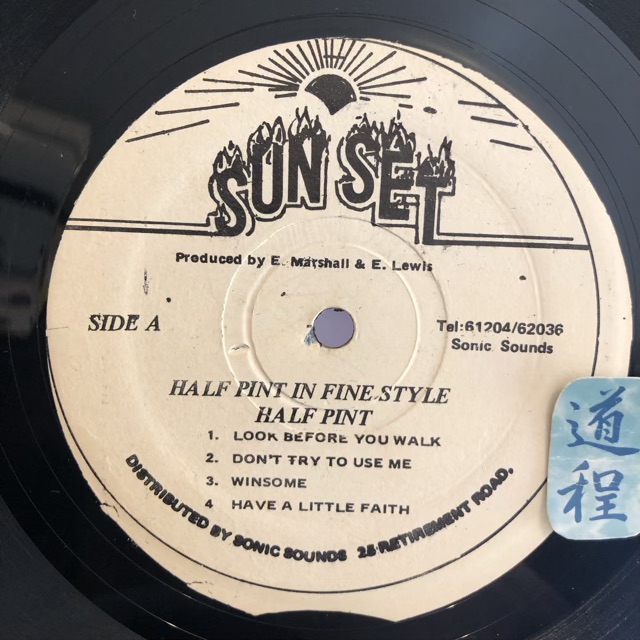 SUN SET
Produced by E. Marshall & E. Lewis
SIDE A
Tel:61204/62036
Sonic Sounds
HALF PINT IN FINE STYLE
HALF PINT
1. LOOK BEFORE YOU WALK
2. DON'T TRY TO USE ME
3. WINSOME
4 HAVE A LITTLE FAITH
DISTRIBUTED BY SONIC SOUNDS 25 RETIREMENT ROAD.
道程